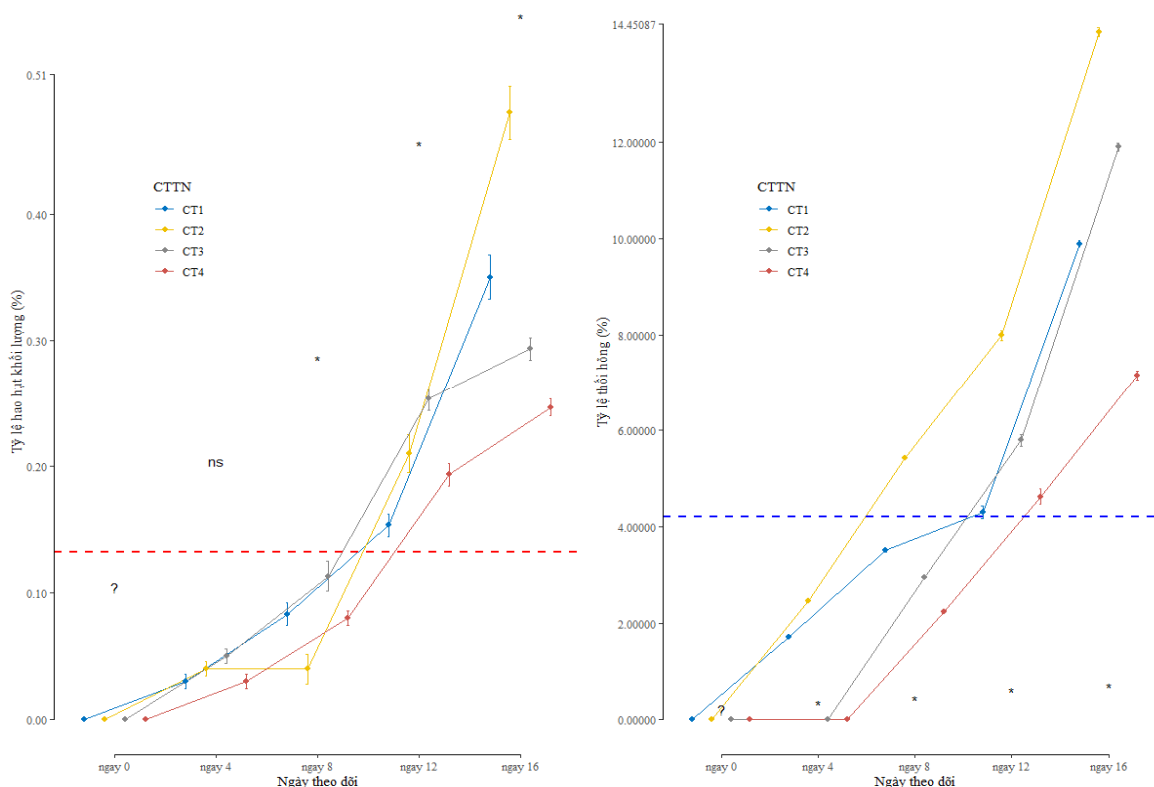 *
0.51
*
CTTN
CT1
CT2
CT3
CT4
0.40
*
0.30
Tỷ lệ hao hụt khối lượng (%)
ns
0.20
?
0.10
0.00
ngay 0
ngay 4
ngay 8
ngay 12
ngay 16
Ngày theo dõi
14.45087
12.00000
CTTN
CT1
CT2
CT3
CT4
10.00000
8.00000
Tỷ lệ thối hỏng (%)
6.00000
4.00000
2.00000
?
*
*
*
*
0.00000
ngay 0
ngay 4
ngay 8
ngay 12
ngay 16
Ngày theo dõi